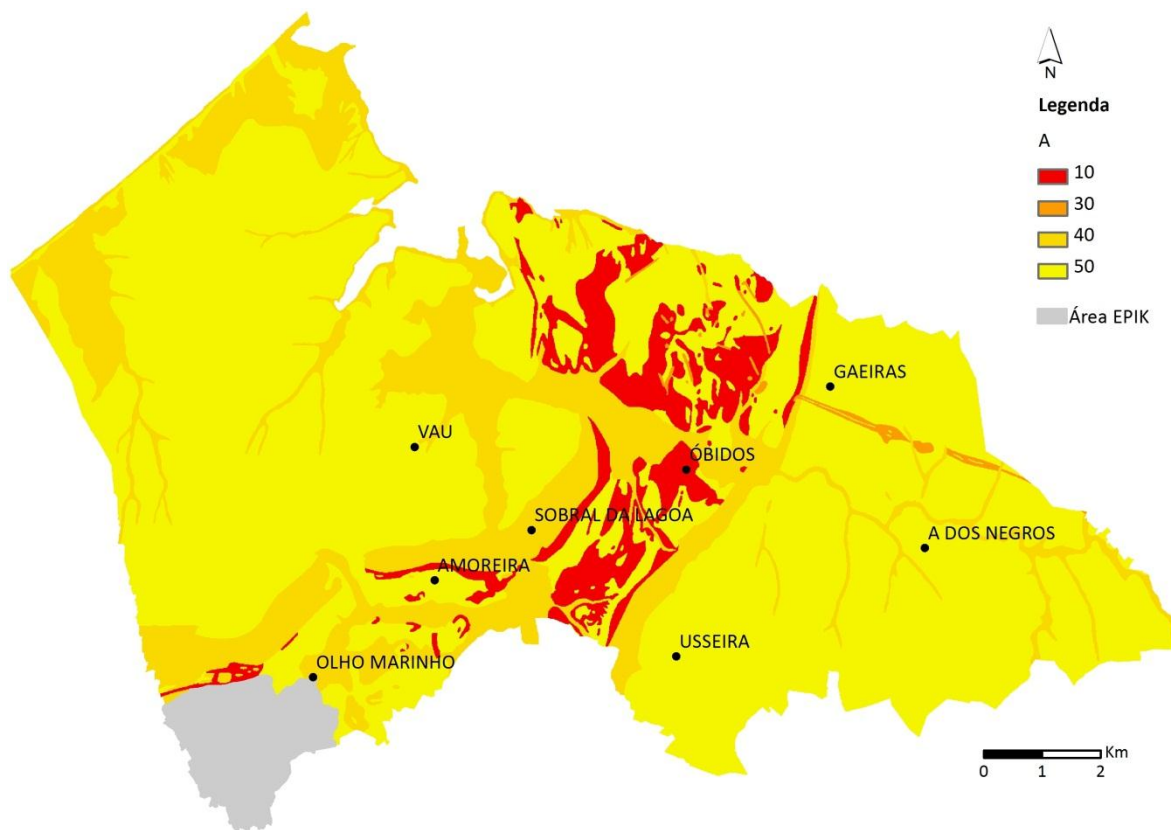 N
Legenda
A
10
30
40
50
Área EPIK
GAEIRAS
VAU
ÓBIDOS
SOBRAL DA LAGOA
A DOS NEGROS
AMOREIRA
USSEIRA
OLHO MARINHO
Km
0 1 2